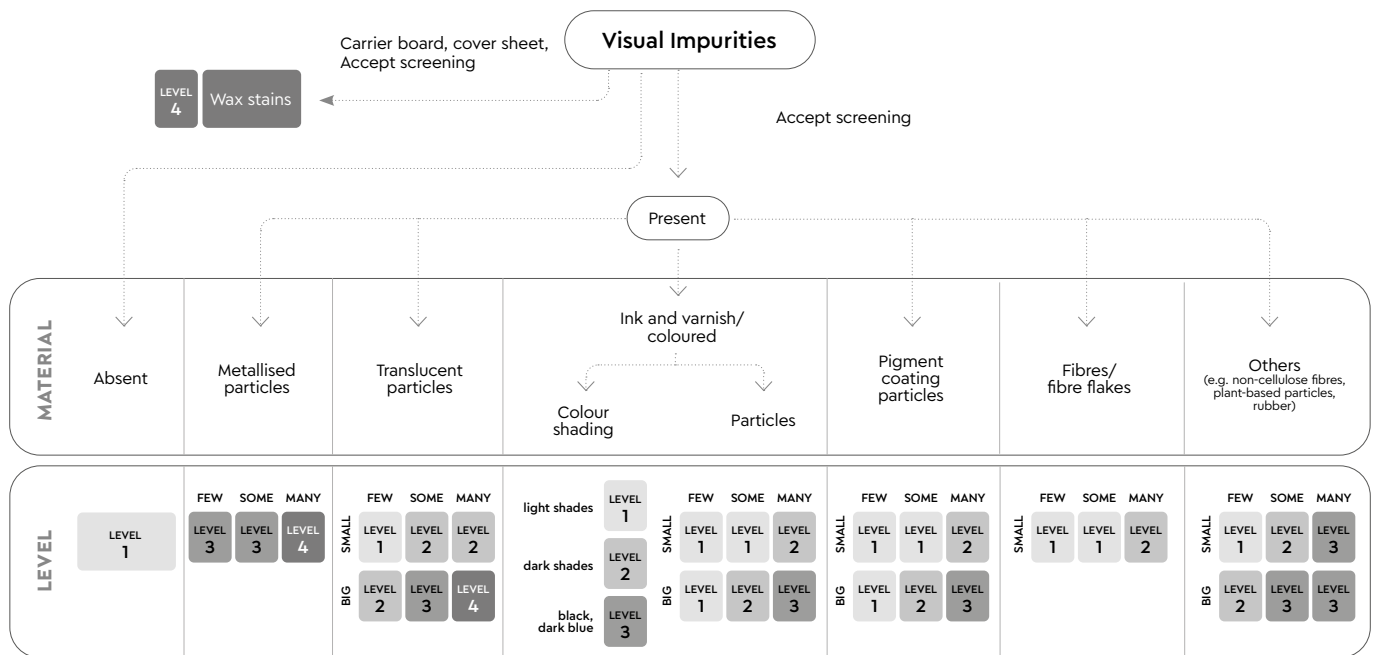 Visual Impurities
Carrier board, cover sheet,
Accept screening
LEVEL
4
Wax stains
Accept screening
Present
MATERIAL
Absent
Metallised
particles
Translucent
particles
Ink and varnish/
coloured
Colour
shading
Particles
Pigment
coating
particles
Fibres/
fibre flakes
Others
(e.g. non-cellulose fibres,
plant-based particles,
rubber)
LEVEL
LEVEL
1
FEW SOME MANY
LEVEL LEVEL LEVEL
3 3 4
FEW SOME MANY
SMALL
LEVEL LEVEL LEVEL
1 2 2
BIG
LEVEL LEVEL LEVEL
2 3 4
light shades
LEVEL
1
dark shades
LEVEL
2
black,
dark blue
LEVEL
3
FEW SOME MANY
SMALL
LEVEL LEVEL LEVEL
1 1 2
BIG
LEVEL LEVEL LEVEL
1 2 3
FEW SOME MANY
SMALL
LEVEL LEVEL LEVEL
1 1 2
BIG
LEVEL LEVEL LEVEL
1 2 3
FEW SOME MANY
SMALL
LEVEL LEVEL LEVEL
1 1 2
FEW SOME MANY
SMALL
LEVEL LEVEL LEVEL
1 2 3
BIG
LEVEL LEVEL LEVEL
2 3 3